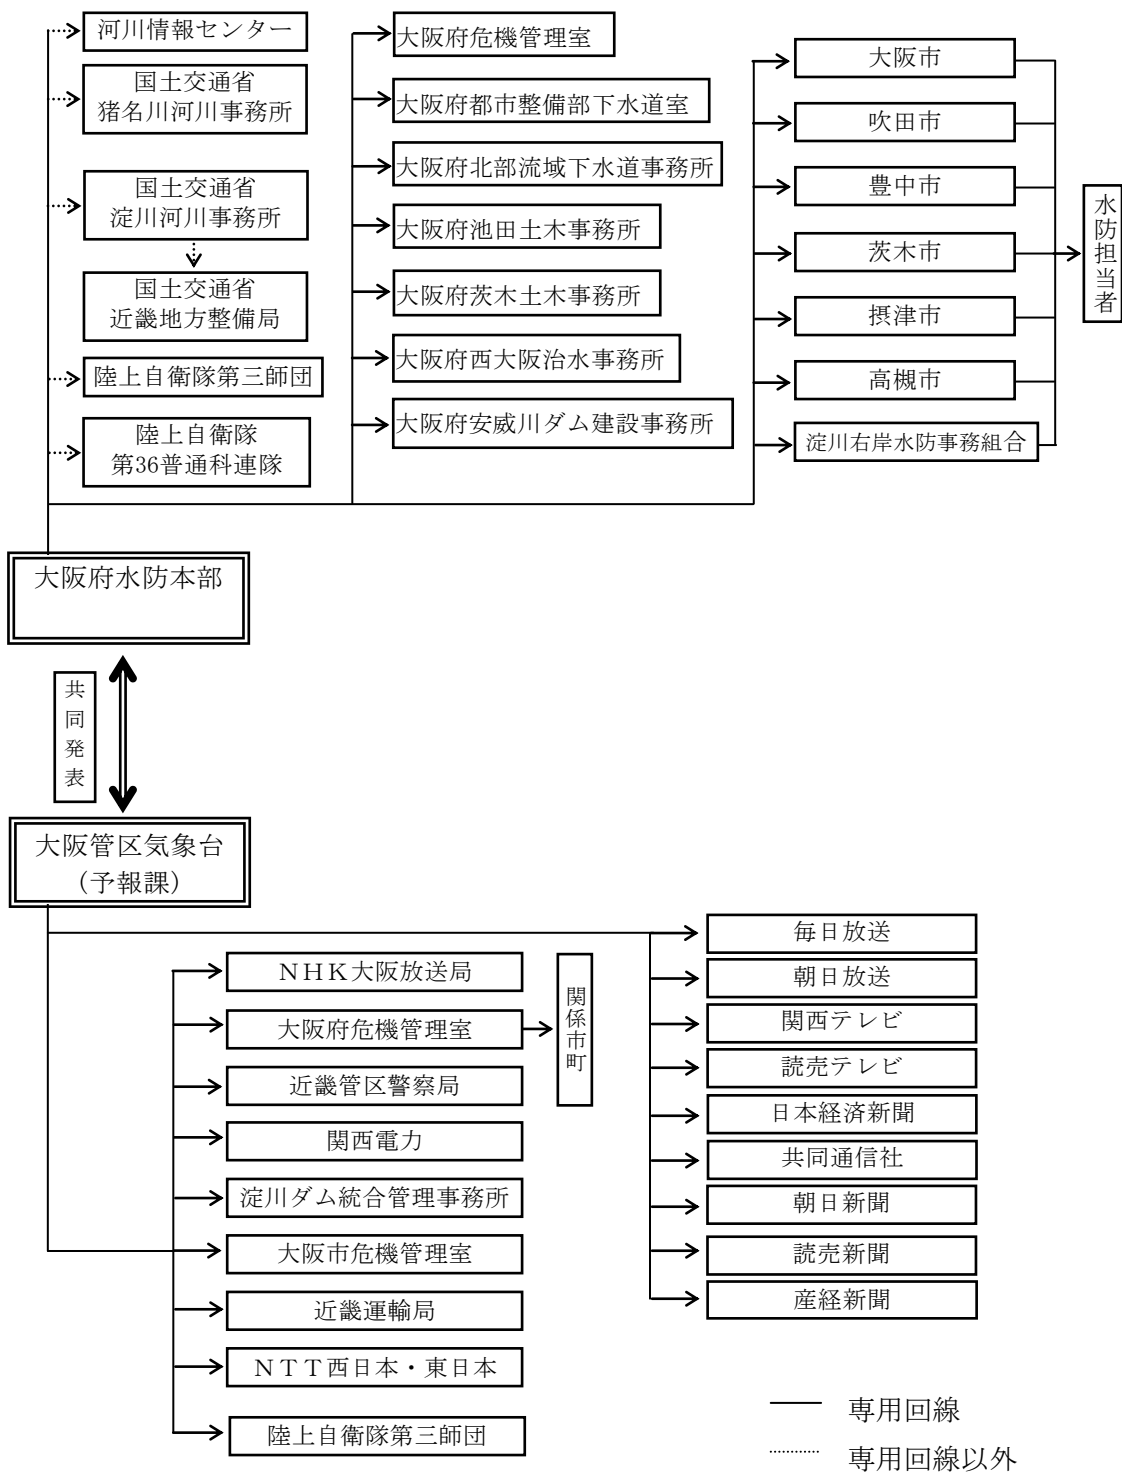 河川情報センター
国土交通省
猪名川河川事務所
国土交通省
淀川河川事務所
国土交通省
近畿地方整備局
陸上自衛隊第三師団
陸上自衛隊
第36普通科連隊
大阪府危機管理室
大阪府都市整備部下水道室
大阪府北部流域下水道事務所
大阪府池田土木事務所
大阪府茨木土木事務所
大阪府西大阪治水事務所
大阪府安威川ダム建設事務所
大阪市
吹田市
豊中市
茨木市
摂津市
高槻市
淀川右岸水防事務組合
水防担当者
大阪府水防本部
共同発表
大阪管区気象台
（予報課）
ＮＨＫ大阪放送局
大阪府危機管理室
近畿管区警察局
関西電力
淀川ダム統合管理事務所
大阪市危機管理室
近畿運輸局
ＮＴＴ西日本・東日本
陸上自衛隊第三師団
関係市町
毎日放送
朝日放送
関西テレビ
読売テレビ
日本経済新聞
共同通信社
朝日新聞
読売新聞
産経新聞
専用回線
専用回線以外